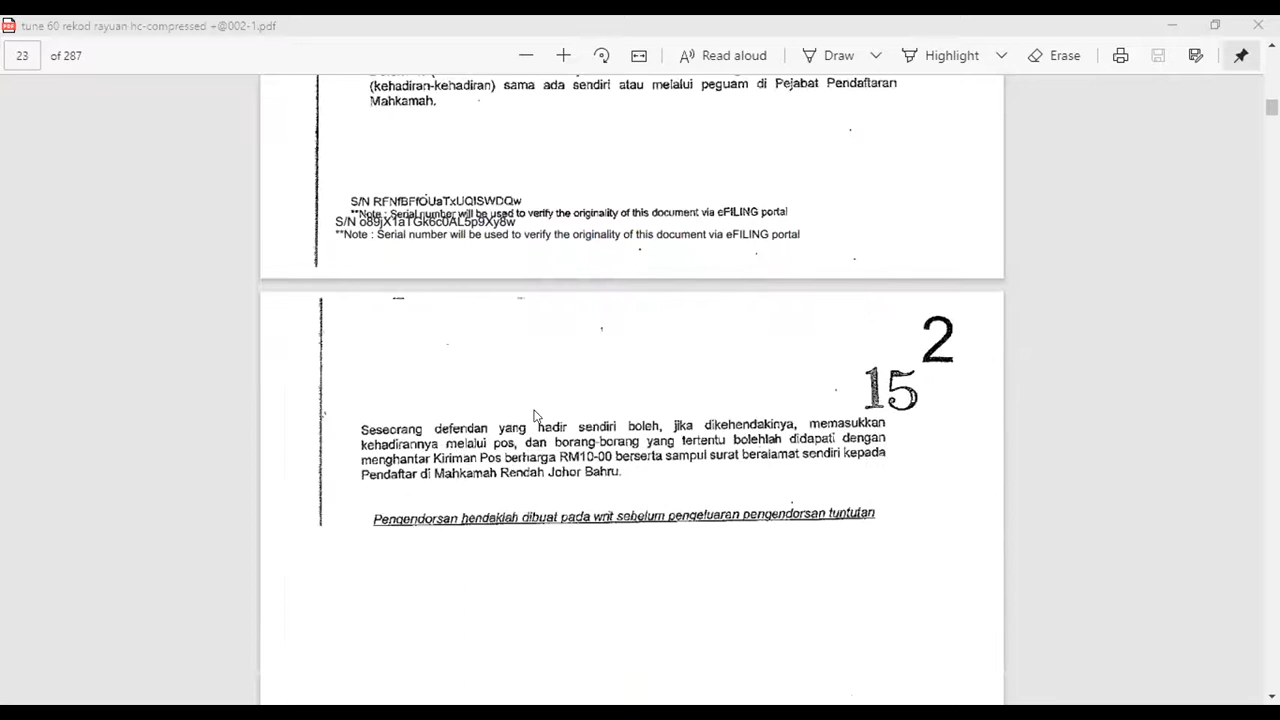 tune 60 rekod rayuan hc-compressed +@002-1.pdf
23 of 287
Read aloud
Draw
Highlight
Erase
(kehadiran-kehadiran) sama ada sendiri atau melalui peguam di Pejabat Pendaftaran
Mahkamah.
S/N RFNfBFfOUaTxUQISWDQw
**Note : Serial number will be used to verify the originality of this document via eFILING portal
S/N o89jX1aTGk6c0AL5p9Xy8w
**Note : Serial number will be used to verify the originality of this document via eFILING portal
2
15
Seseorang defendan yang hadir sendiri boleh, jika dikehendakinya, memasukkan
kehadirannya melalui pos, dan borang-borang yang tertentu bolehlah didapati dengan
menghantar Kiriman Pos berharga RM10-00 berserta sampul surat beralamat sendiri kepada
Pendaftar di Mahkamah Rendah Johor Bahru.
Pengendorsan hendaklah dibuat pada writ sebelum pengeluaran pengendorsan tuntutan